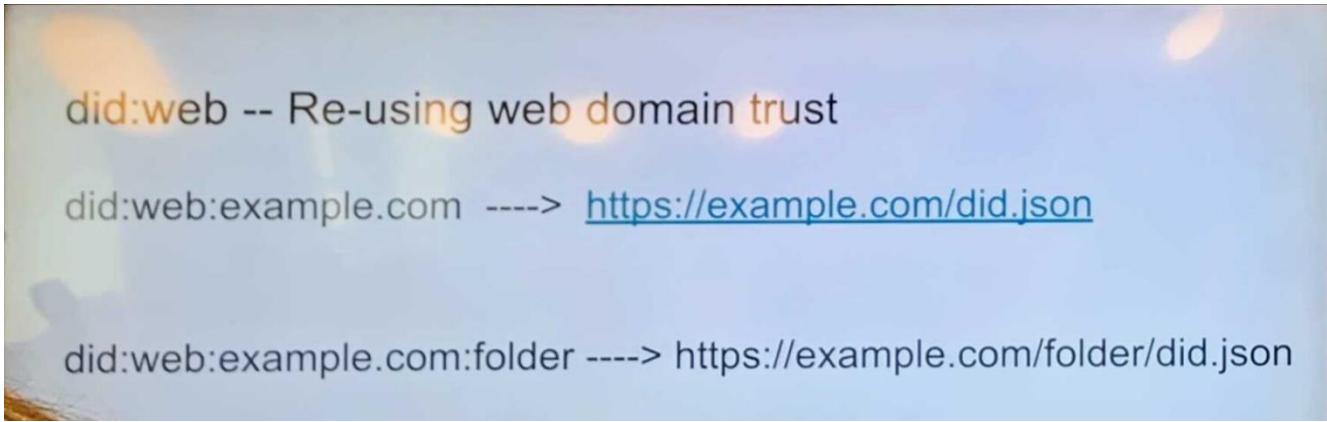 did:web -- Re-using web domain trust
did:web:example.com ----> https://example.com/did.json
did:web:example.com:folder ----> https://example.com/folder/did.json